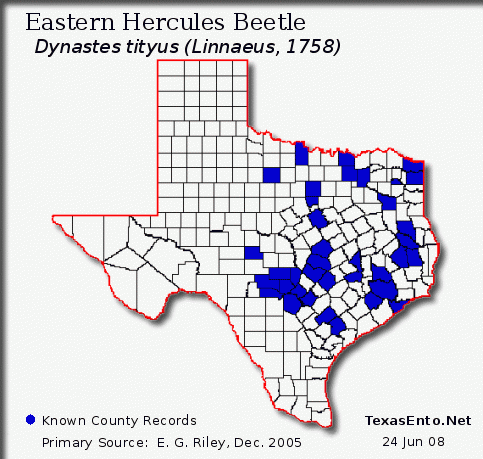 Eastern Hercules Beetle
Dynastes tityus (Linnaeus, 1758)
Known County Records
Primary Source: E. G. Riley, Dec. 2005
TexasEnto.Net
24 Jun 08